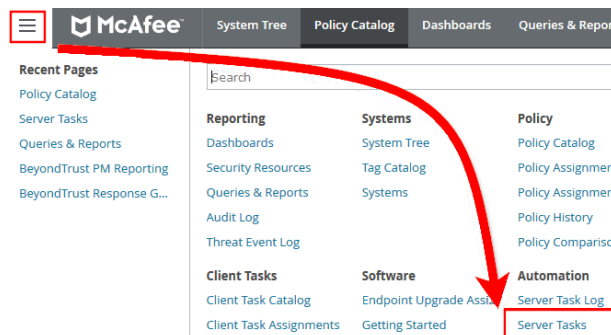 McAfee System Tree Policy Catalog Dashboards Queries & Repor
Recent Pages
Policy Catalog
Server Tasks
Queries & Reports
BeyondTrust PM Reporting
BeyondTrust Response G...
Search
Reporting Systems Policy
Dashboards System Tree Policy Catalog
Security Resources Tag Catalog Policy Assignmen
Queries & Reports Systems Policy Assignmen
Audit Log Policy History
Threat Event Log Policy Comparisc
Client Tasks Software Automation
Client Task Catalog Endpoint Upgrade Assi... Server Task Log
Client Task Assignments Getting Started Server Tasks